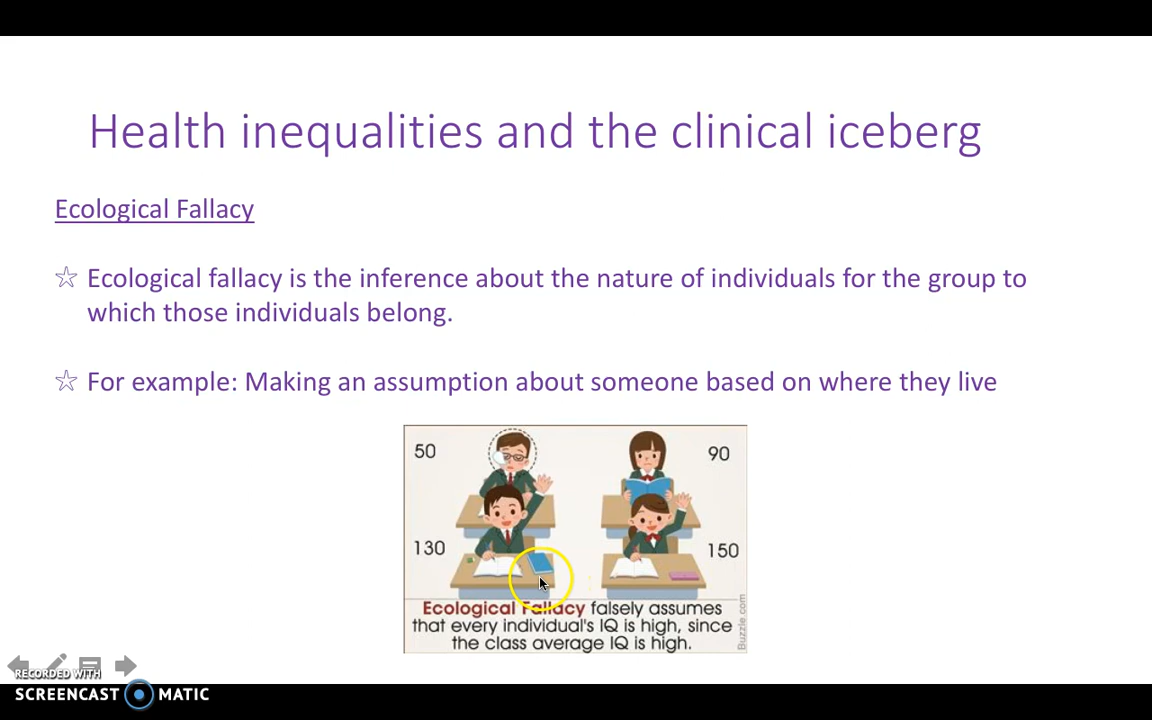 Health inequalities and the clinical iceberg
Ecological Fallacy
☆ Ecological fallacy is the inference about the nature of individuals for the group to
which those individuals belong.
☆ For example: Making an assumption about someone based on where they live
50
90
130
150
Ecological Fallacy falsely assumes
that every individual's IQ is high, since
the class average IQ is high.
Buzzle.com
RECORDED WITH
SCREENCAST MATIC